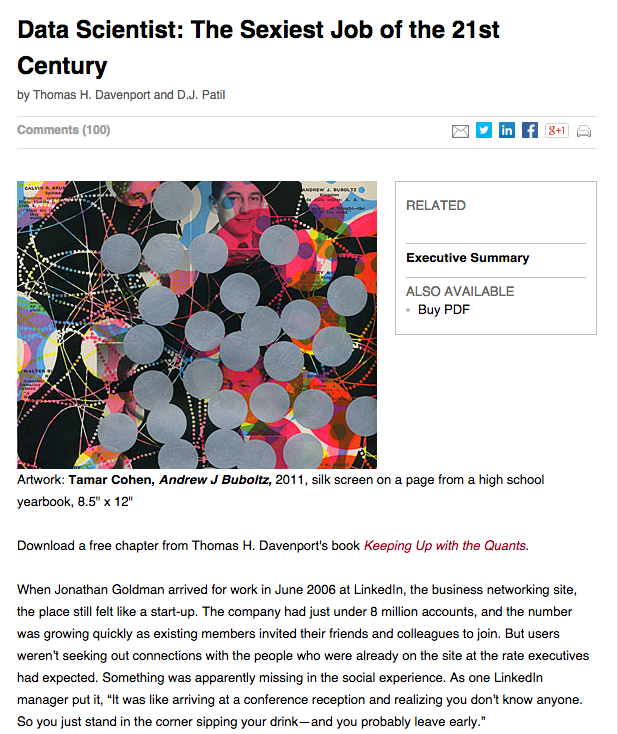 Data Scientist: The Sexiest Job of the 21st
Century
by Thomas H. Davenport and D.J. Patil
Comments (100)
g+1
CALVIN A.
ANDREW J. BUBOLTZ
RELATED
Executive Summary
ALSO AVAILABLE
Buy PDF
WALTER
Artwork: Tamar Cohen, Andrew J Buboltz, 2011, silk screen on a page from a high school
yearbook, 8.5" x 12"
Download a free chapter from Thomas H. Davenport's book Keeping Up with the Quants.
When Jonathan Goldman arrived for work in June 2006 at LinkedIn, the business networking site,
the place still felt like a start-up. The company had just under 8 million accounts, and the number
was growing quickly as existing members invited their friends and colleagues to join. But users
weren’t seeking out connections with the people who were already on the site at the rate executives
had expected. Something was apparently missing in the social experience. As one LinkedIn
manager put it, “It was like arriving at a conference reception and realizing you don’t know anyone.
So you just stand in the corner sipping your drink—and you probably leave early.”